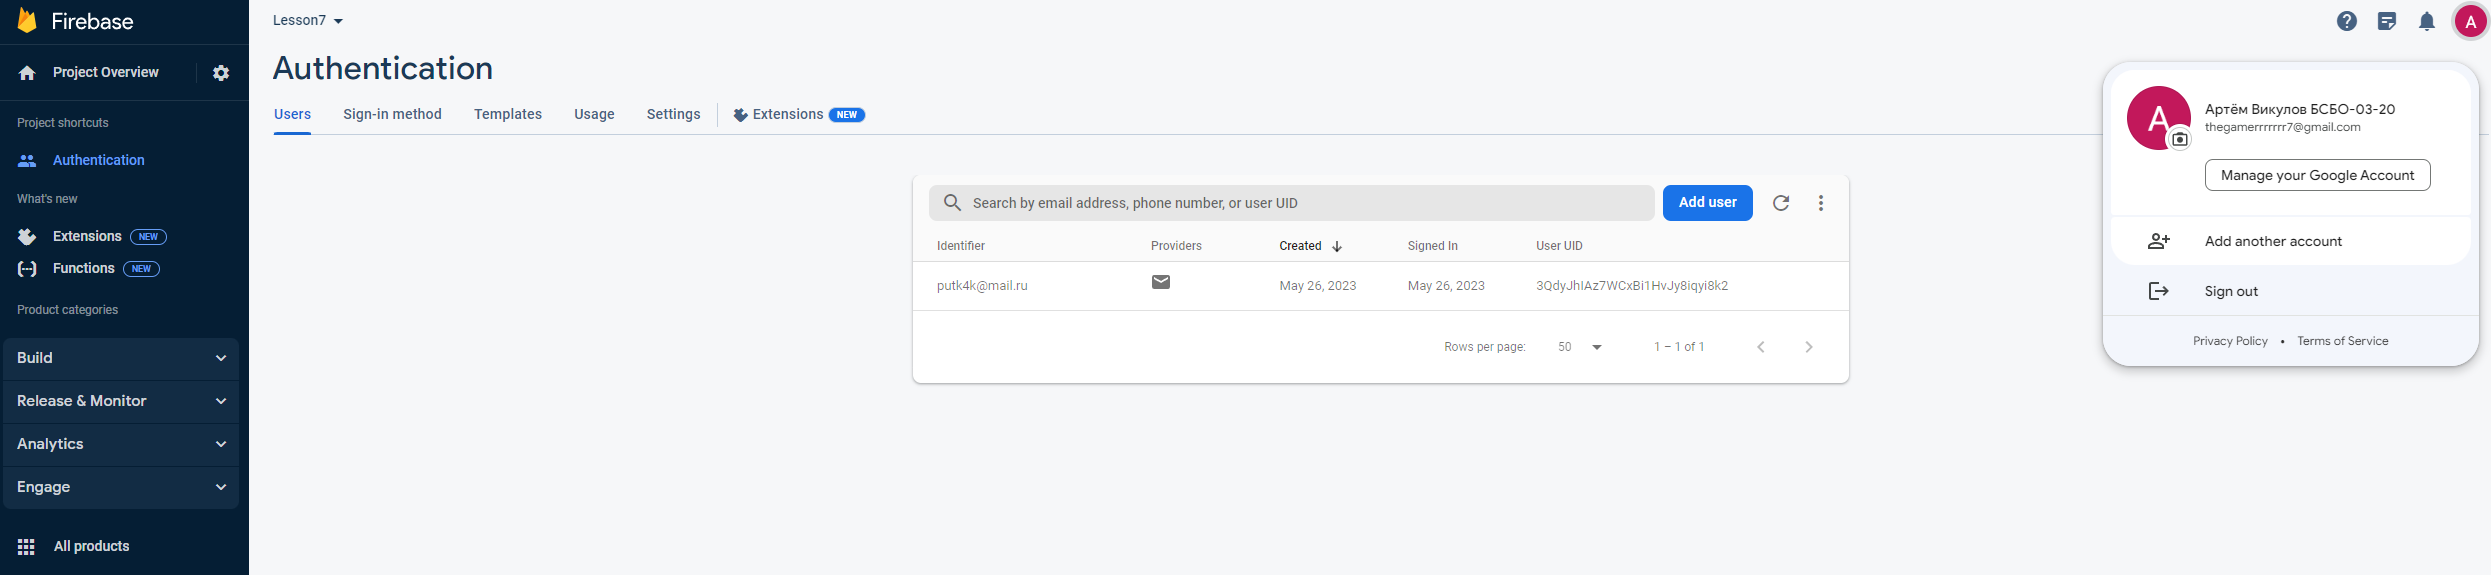 Firebase
Project Overview
Project shortcuts
Authentication
What's new
Extensions NEW
Functions NEW
Product categories
Build
Release & Monitor
Analytics
Engage
All products
Lesson7
Authentication
Users Sign-in method Templates Usage Settings Extensions NEW
Search by email address, phone number, or user UID Add user
Identifier Providers Created Signed In User UID
putk4k@mail.ru May 26, 2023 May 26, 2023 3QdyJhIAz7WCxBi1HvJy8iqyi8k2
Rows per page: 50 1 – 1 of 1
A
A
Артём Викулов БСБО-03-20
thegamerrrrrrr7@gmail.com
Manage your Google Account
Add another account
Sign out
Privacy Policy • Terms of Service